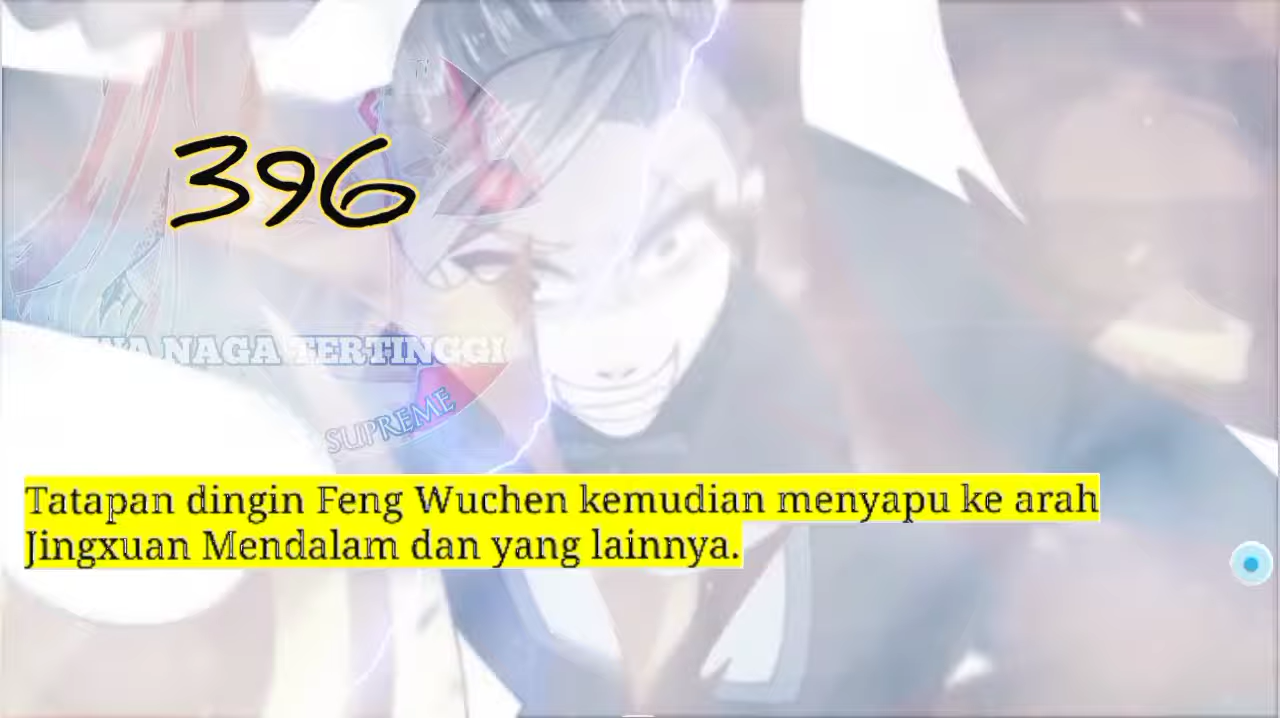 396
NAGA TERTINGGI
SUPREME
Tatapan dingin Feng Wuchen kemudian menyapu ke arah
Jingxuan Mendalam dan yang lainnya.